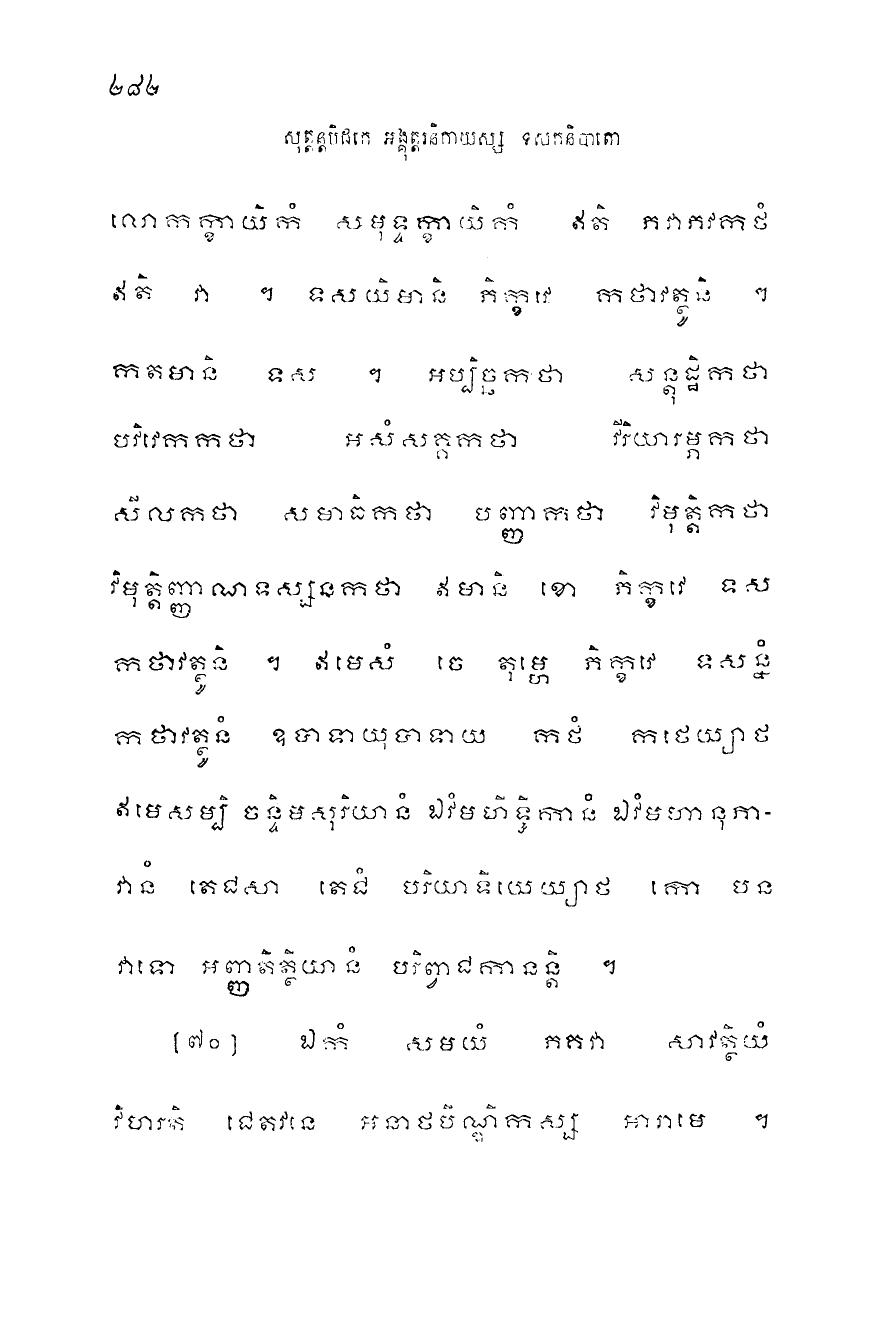 ២៨២
សុត្តន្តបិដកេ អង្គុត្តរនិកាយស្ស ទសកនិបាតោ
លោកក្ខាយិកំ សមុទ្ទក្ខាយិកំ ឥតិ ភវាភវកថំ
ឥតិ វា ។ ទសយិមានិ ភិក្ខវេ កថាវត្ថូនិ ។
កតមានិ ទស ។ អប្បិច្ឆកថា សន្តុដ្ឋិកថា
បវិវេកកថា អសំសគ្គកថា វីរិយារម្ភកថា
សីលកថា សមាធិកថា បញ្ញាកថា វិមុត្តិកថា
វិមុត្តិញ្ញាណទស្សនកថា ឥមានិ ខោ ភិក្ខវេ ទស
កថាវត្ថូនិ ។ ឥមេសំ ចេ តុម្ហេ ភិក្ខវេ ទសន្នំ
កថាវត្ថូនំ ឧបាទាយុបាទាយ កថំ កថេយ្យាថ
ឥមេសម្បិ ចន្ទិមសុរិយានំ ឯវំមហិទ្ធិកានំ ឯវំមហានុភា-
វានំ តេជសា តេជំ បរិយាទិយេយ្យាថ កោ បន
វាទោ អញ្ញតិត្ថិយានំ បរិព្វាជកានន្តិ ។
[៧០] ឯកំ សមយំ ភគវា សាវត្ថិយំ
វិហរតិ ជេតវនេ អនាថបិណ្ឌិកស្ស អារាមេ ។